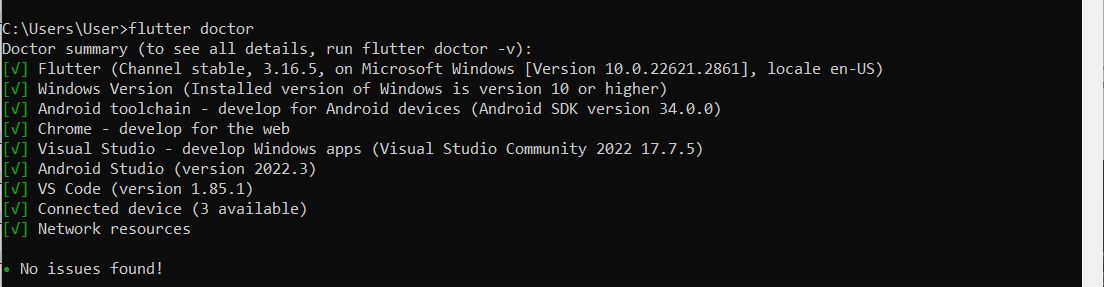 C:\Users\User>flutter doctor
Doctor summary (to see all details, run flutter doctor -v):
[√] Flutter (Channel stable, 3.16.5, on Microsoft Windows [Version 10.0.22621.2861], locale en-US)
[√] Windows Version (Installed version of Windows is version 10 or higher)
[√] Android toolchain - develop for Android devices (Android SDK version 34.0.0)
[√] Chrome - develop for the web
[√] Visual Studio - develop Windows apps (Visual Studio Community 2022 17.7.5)
[√] Android Studio (version 2022.3)
[√] VS Code (version 1.85.1)
[√] Connected device (3 available)
[√] Network resources
• No issues found!